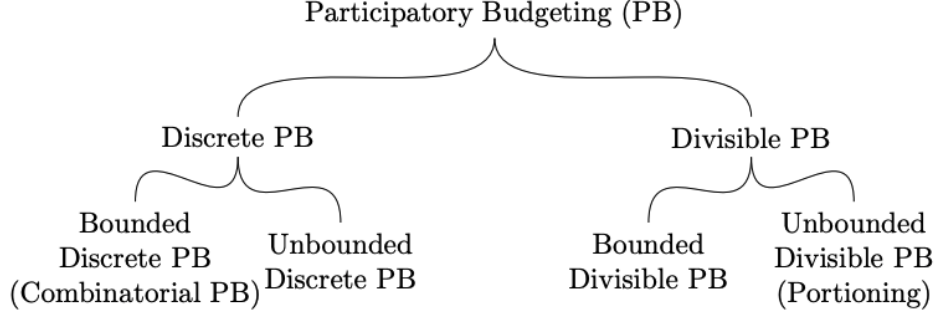 Participatory Budgeting (PB)
Discrete PB
Divisible PB
Bounded
Discrete PB
(Combinatorial PB)
Unbounded
Discrete PB
Bounded
Divisible PB
Unbounded
Divisible PB
(Portioning)